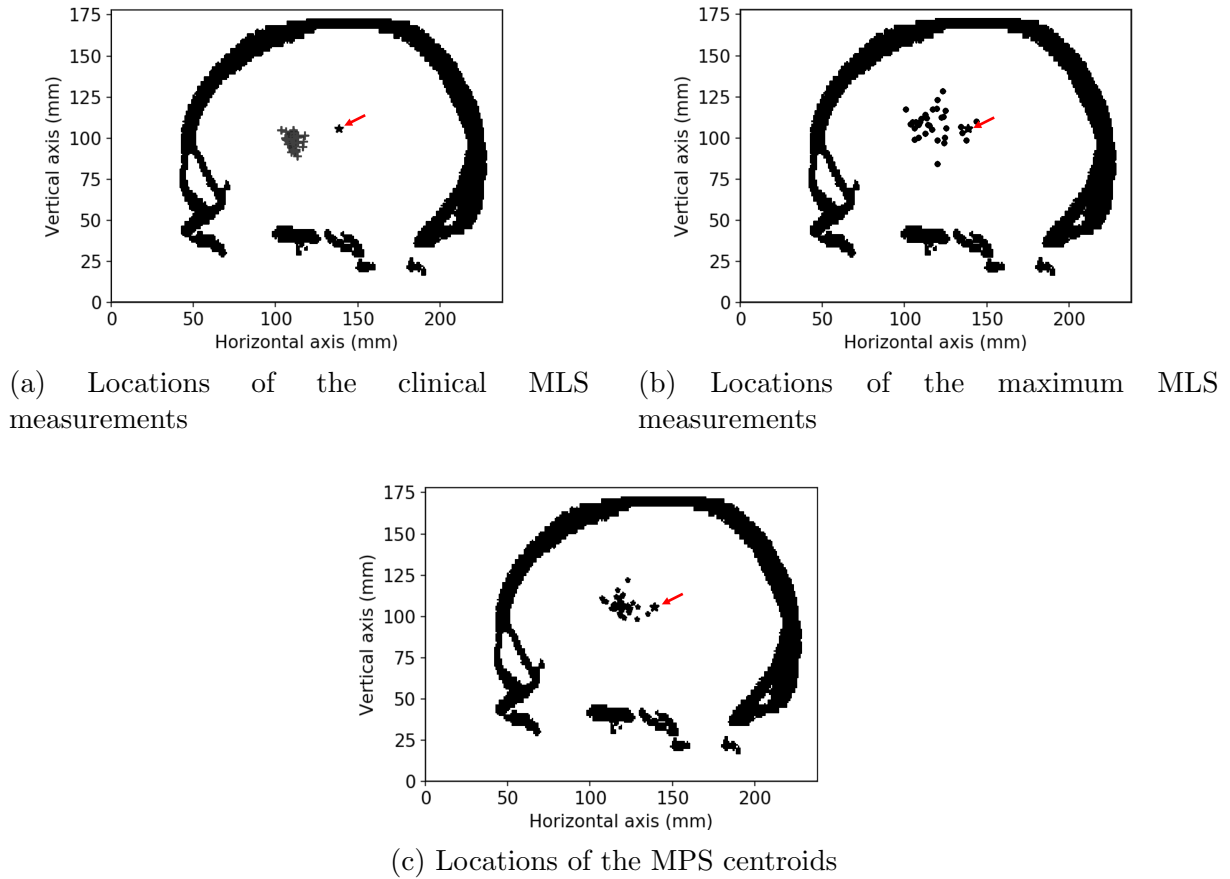 175
150
125
100
75
50
25
0
Vertical axis (mm)
0 50 100 150 200
Horizontal axis (mm)
175
150
125
100
75
50
25
0
Vertical axis (mm)
0 50 100 150 200
Horizontal axis (mm)
(a) Locations of the clinical MLS
measurements
(b) Locations of the maximum MLS
measurements
175
150
125
100
75
50
25
0
Vertical axis (mm)
0 50 100 150 200
Horizontal axis (mm)
(c) Locations of the MPS centroids